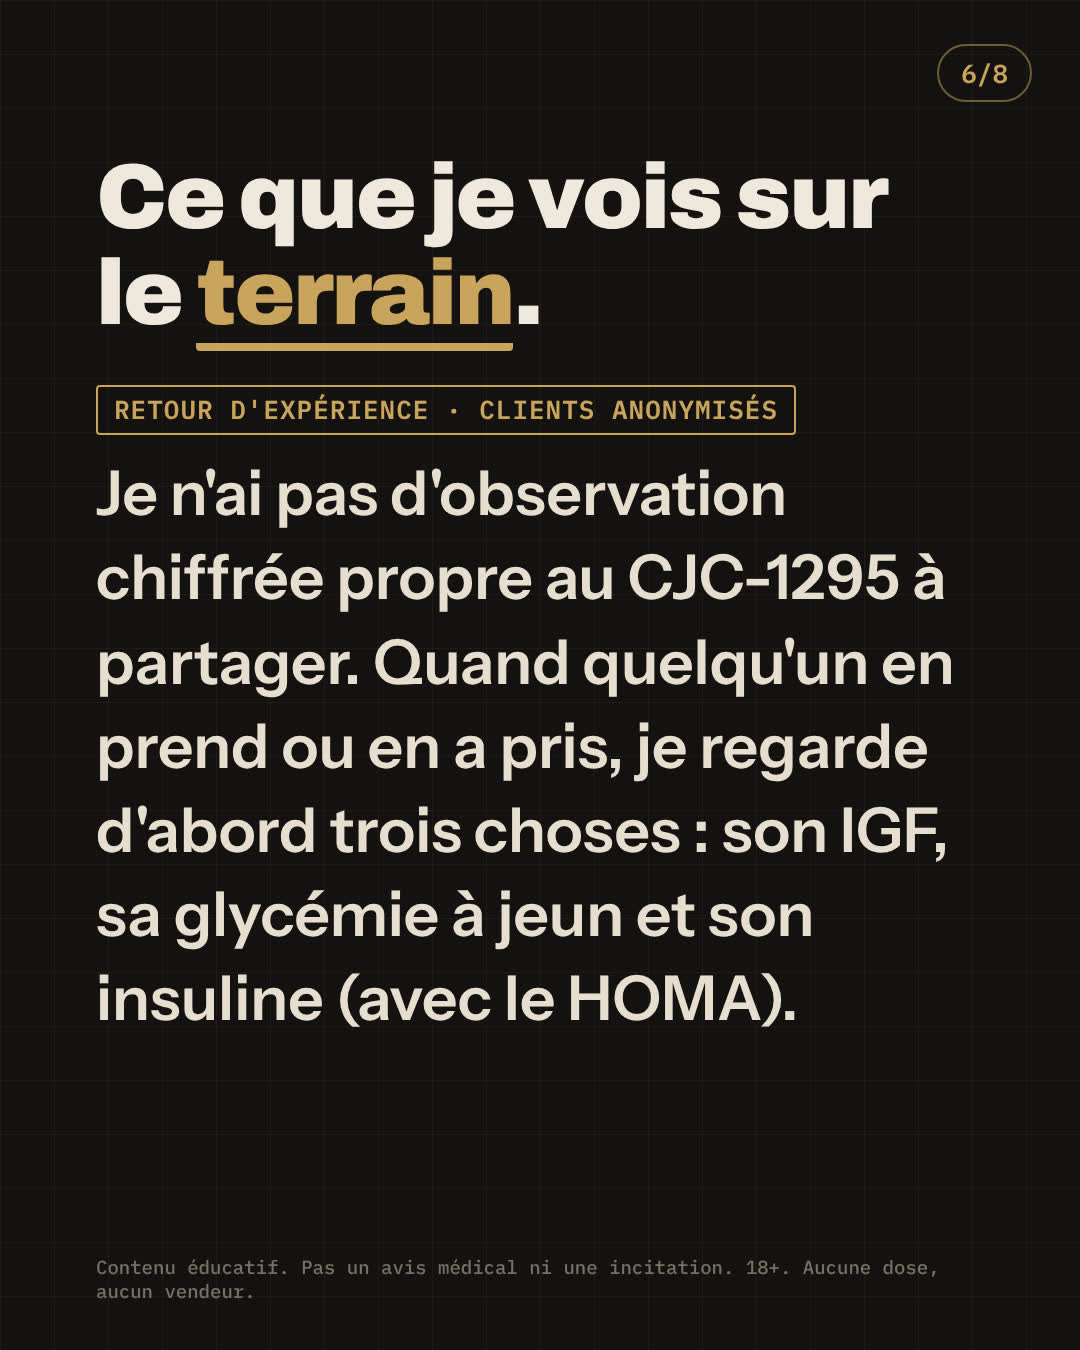 6/8
Ce que je vois sur
le terrain.
RETOUR D'EXPÉRIENCE · CLIENTS ANONYMISÉS
Je n'ai pas d'observation
chiffrée propre au CJC-1295 à
partager. Quand quelqu'un en
prend ou en a pris, je regarde
d'abord trois choses : son IGF,
sa glycémie à jeun et son
insuline (avec le HOMA).
Contenu éducatif. Pas un avis médical ni une incitation. 18+. Aucune dose,
aucun vendeur.